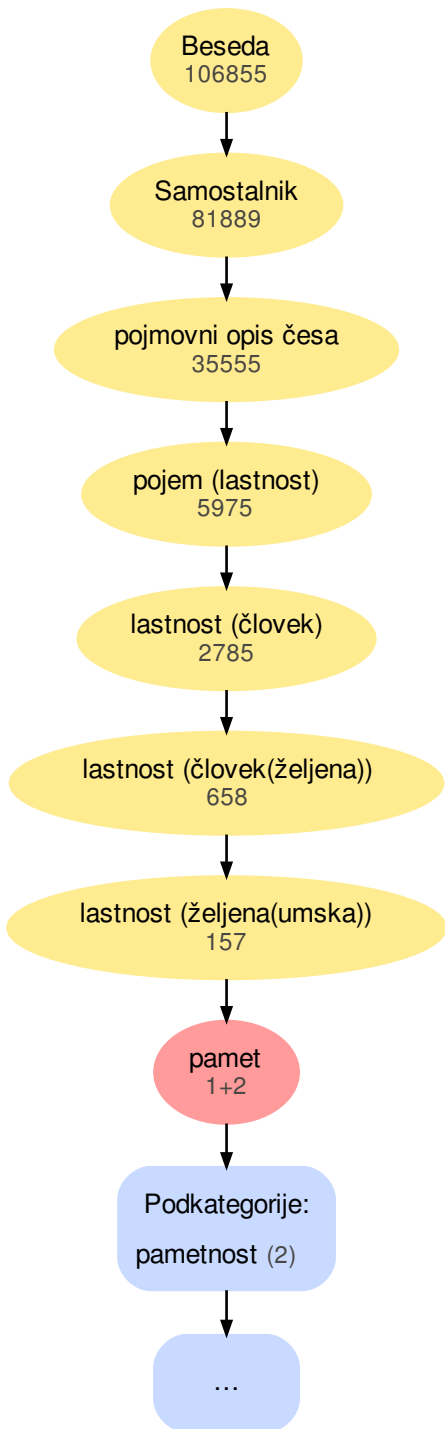 Beseda
106855
Samostalnik
81889
pojmovni opis česa
35555
pojem (lastnost)
5975
lastnost (človek)
2785
lastnost (človek(željena))
658
lastnost (željena(umska))
157
pamet
1+2
Podkategorije:
pametnost (2)
...